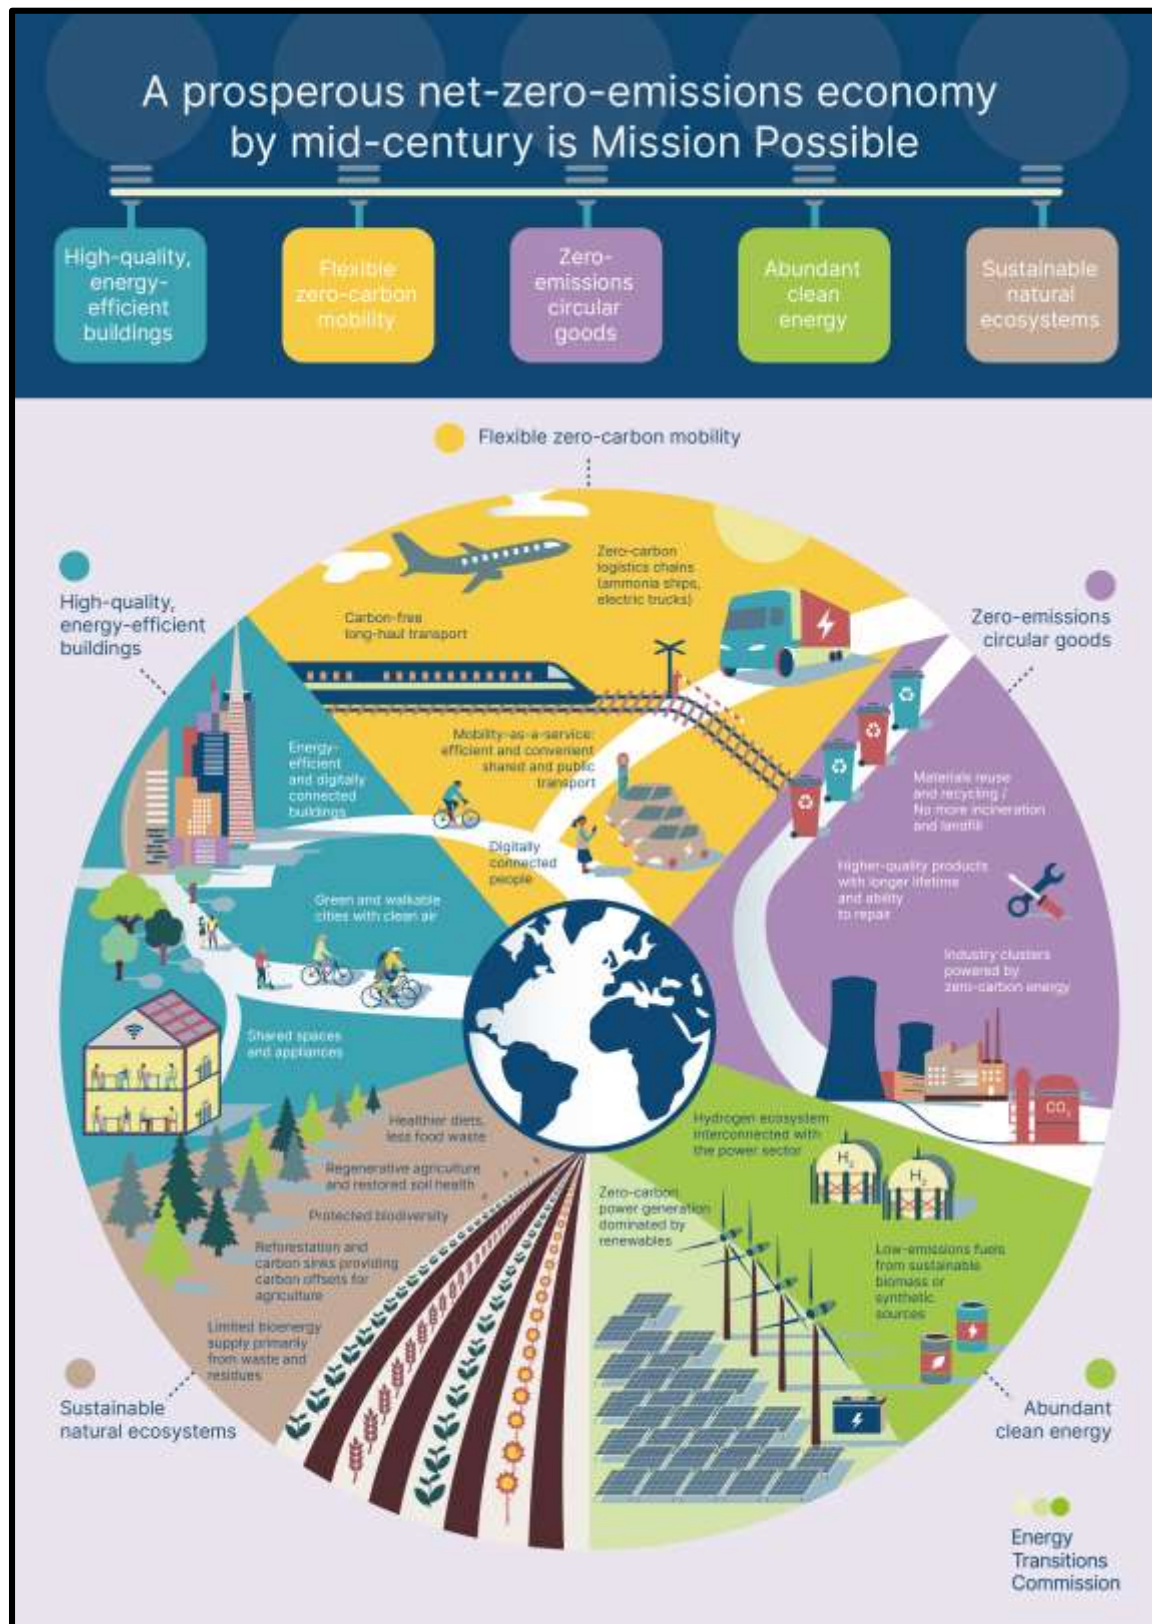 A prosperous net-zero-emissions economy
by mid-century is Mission Possible
High-quality,
energy-
efficient
buildings
Flexible
zero-carbon
mobility
Zero-
emissions
circular
goods
Abundant
clean
energy
Sustainable
natural
ecosystems
Flexible zero-carbon mobility
High-quality,
energy-efficient
buildings
Zero-emissions
circular goods
Zero-carbon
logistics chains
(ammonia ships,
electric trucks)
Carbon-free
long-haul transport
Mobility-as-a-service:
efficient and convenient
shared and public
transport
Digitally
connected
people
Energy-
efficient
and digitally
connected
buildings
Green and walkable
cities with clean air
Shared spaces
and appliances
Materials reuse
and recycling /
No more incineration
and landfill
Higher-quality products
with longer lifetime
and ability
to repair
Industry clusters
powered by
zero-carbon energy
CO₂
Healthier diets,
less food waste
Regenerative agriculture
and restored soil health
Protected biodiversity
Reforestation and
carbon sinks providing
carbon offsets for
agriculture
Limited bioenergy
supply primarily
from waste and
residues
Hydrogen ecosystem
interconnected with
the power sector
H₂
H₂
Zero-carbon
power generation
dominated by
renewables
Low-emissions fuels
from sustainable
biomass or
synthetic
sources
Sustainable
natural ecosystems
Abundant
clean energy
Energy
Transitions
Commission